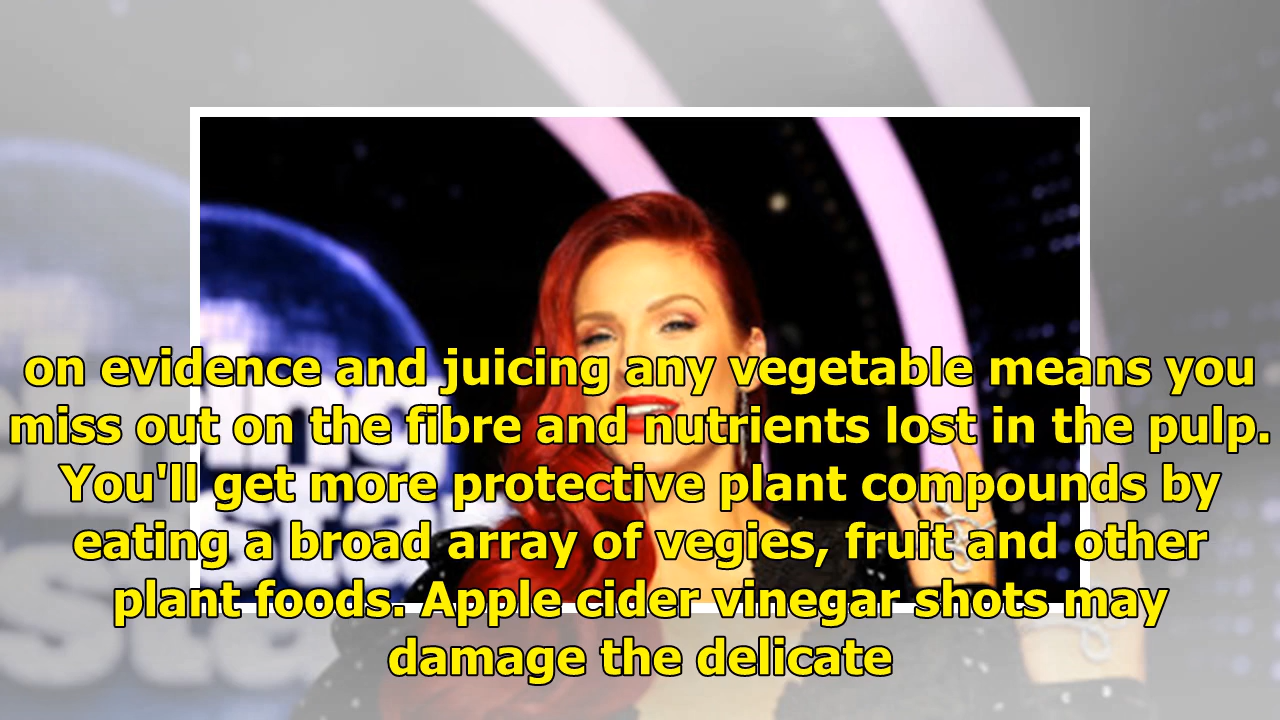 on evidence and juicing any vegetable means you
miss out on the fibre and nutrients lost in the pulp.
You'll get more protective plant compounds by
eating a broad array of vegies, fruit and other
plant foods. Apple cider vinegar shots may
damage the delicate